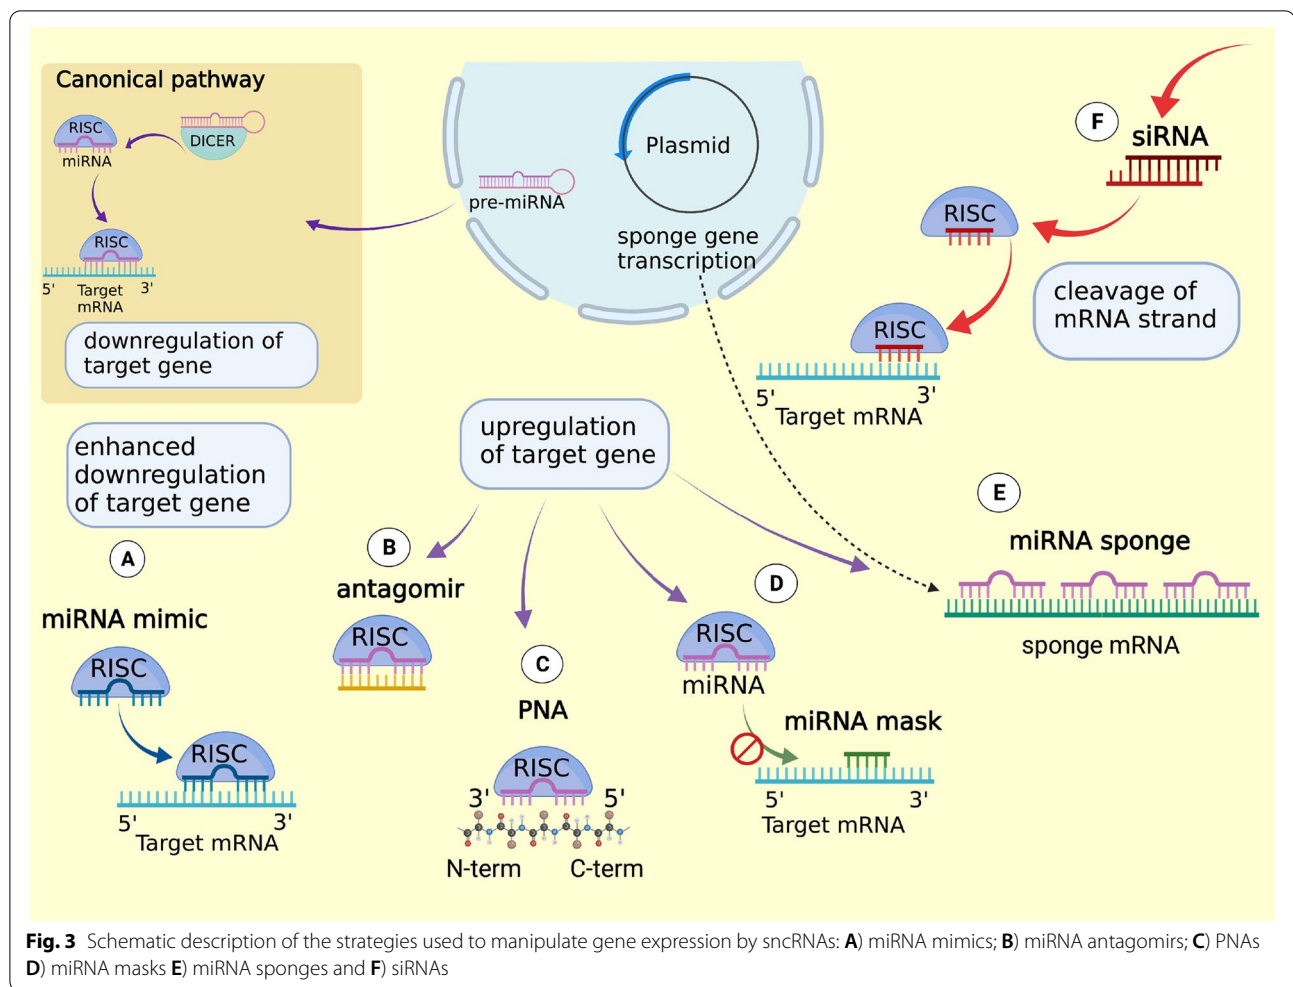 Canonical pathway
RISC
miRNA
DICER
RISC
5'
Target
mRNA
3'
downregulation of
target gene
pre-miRNA
Plasmid
sponge gene
transcription
F
siRNA
RISC
cleavage of
mRNA strand
RISC
5'
3'
Target mRNA
enhanced
downregulation
of target gene
upregulation
of target gene
A
miRNA mimic
RISC
RISC
5'
3'
Target mRNA
B
antagomir
RISC
C
PNA
RISC
3'
5'
N-term
C-term
D
RISC
miRNA
miRNA mask
5'
3'
Target mRNA
E
miRNA sponge
sponge mRNA
Fig. 3 Schematic description of the strategies used to manipulate gene expression by sncRNAs: A) miRNA mimics; B) miRNA antagomirs; C) PNAs
D) miRNA masks E) miRNA sponges and F) siRNAs